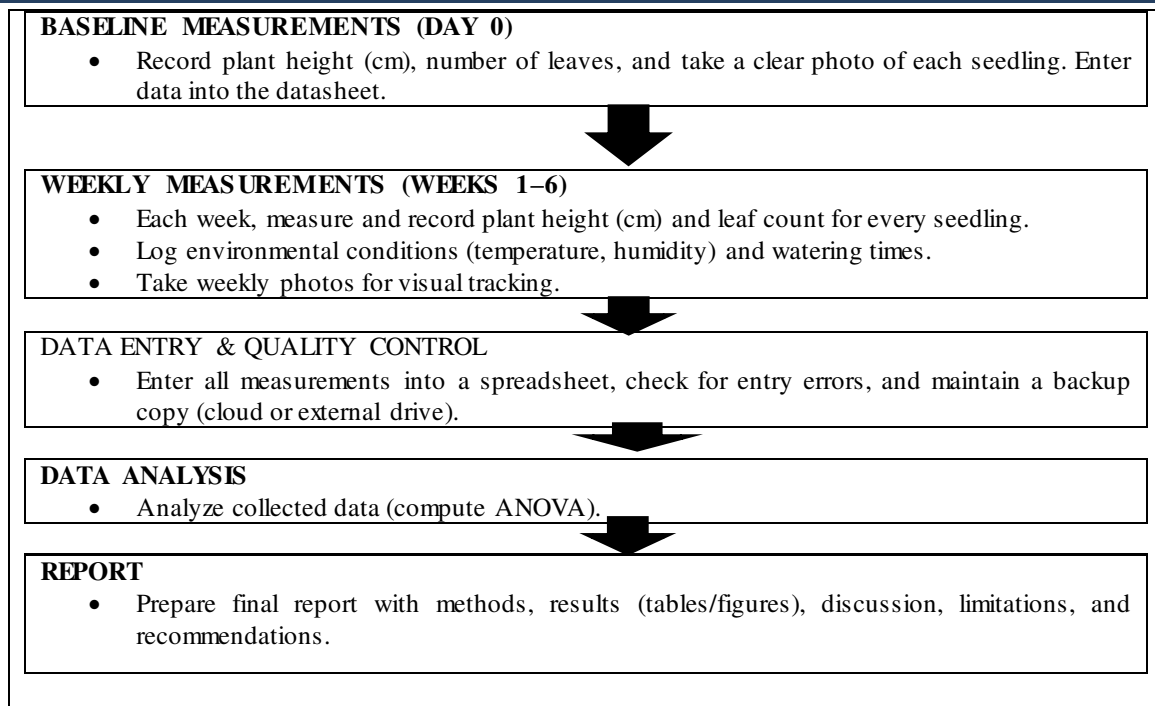 BASELINE MEASUREMENTS (DAY 0)
• Record plant height (cm), number of leaves, and take a clear photo of each seedling. Enter
data into the datasheet.
WEEKLY MEASUREMENTS (WEEKS 1–6)
• Each week, measure and record plant height (cm) and leaf count for every seedling.
• Log environmental conditions (temperature, humidity) and watering times.
• Take weekly photos for visual tracking.
DATA ENTRY & QUALITY CONTROL
• Enter all measurements into a spreadsheet, check for entry errors, and maintain a backup
copy (cloud or external drive).
DATA ANALYSIS
• Analyze collected data (compute ANOVA).
REPORT
• Prepare final report with methods, results (tables/figures), discussion, limitations, and
recommendations.